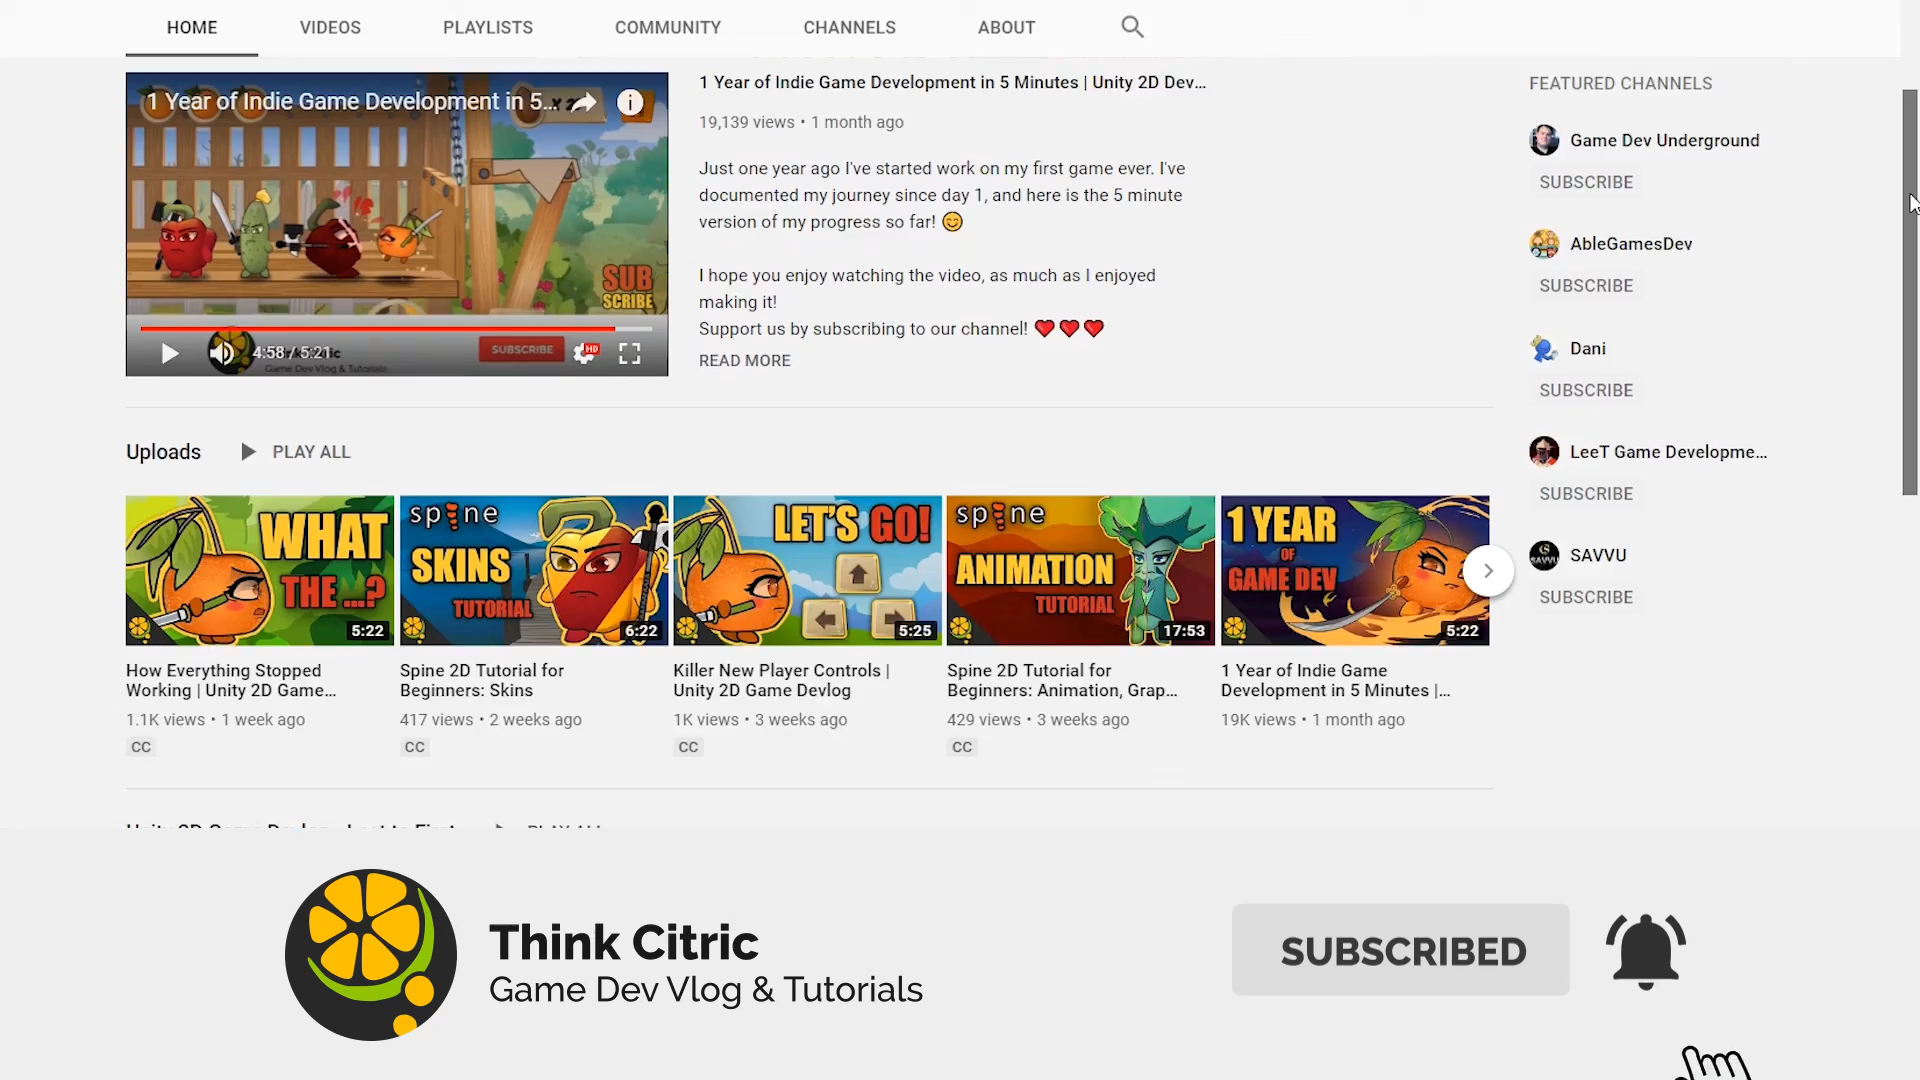 HOME VIDEOS PLAYLISTS COMMUNITY CHANNELS ABOUT
1 Year of Indie Game Development in 5...
SUB
SCRIBE
4:58 / 5:21
SUBSCRIBE
HD
Game Dev Vlog & Tutorials
1 Year of Indie Game Development in 5 Minutes | Unity 2D Dev...
19,139 views • 1 month ago
Just one year ago I've started work on my first game ever. I've
documented my journey since day 1, and here is the 5 minute
version of my progress so far! 😊
I hope you enjoy watching the video, as much as I enjoyed
making it!
Support us by subscribing to our channel! ❤️❤️❤️
READ MORE
FEATURED CHANNELS
Game Dev Underground
SUBSCRIBE
AbleGamesDev
SUBSCRIBE
Dani
SUBSCRIBE
LeeT Game Developme...
SUBSCRIBE
SAVVU
SAVVU
SUBSCRIBE
Uploads PLAY ALL
WHAT
THE ...?
5:22
How Everything Stopped
Working | Unity 2D Game...
1.1K views • 1 week ago
CC
spine
SKINS
TUTORIAL
6:22
Spine 2D Tutorial for
Beginners: Skins
417 views • 2 weeks ago
CC
LET'S GO!
5:25
Killer New Player Controls |
Unity 2D Game Devlog
1K views • 3 weeks ago
CC
spine
ANIMATION
TUTORIAL
17:53
Spine 2D Tutorial for
Beginners: Animation, Grap...
429 views • 3 weeks ago
CC
1 YEAR
OF
GAME DEV
5:22
1 Year of Indie Game
Development in 5 Minutes |...
19K views • 1 month ago
Think Citric
Game Dev Vlog & Tutorials
SUBSCRIBED